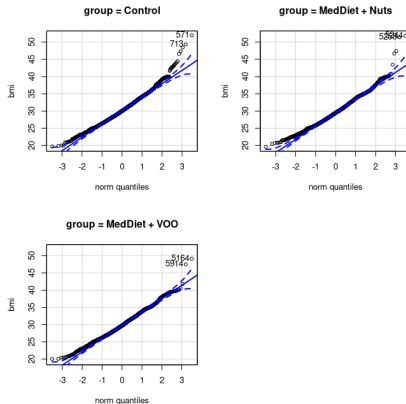 group = Control
571
713
bmi
50
45
40
35
30
25
20
-3 -2 -1 0 1 2 3
norm quantiles
group = MedDiet + Nuts
bmi
50
45
40
35
30
25
20
-3 -2 -1 0 1 2 3
norm quantiles
group = MedDiet + VOO
5164
5914
bmi
50
45
40
35
30
25
20
-3 -2 -1 0 1 2 3
norm quantiles